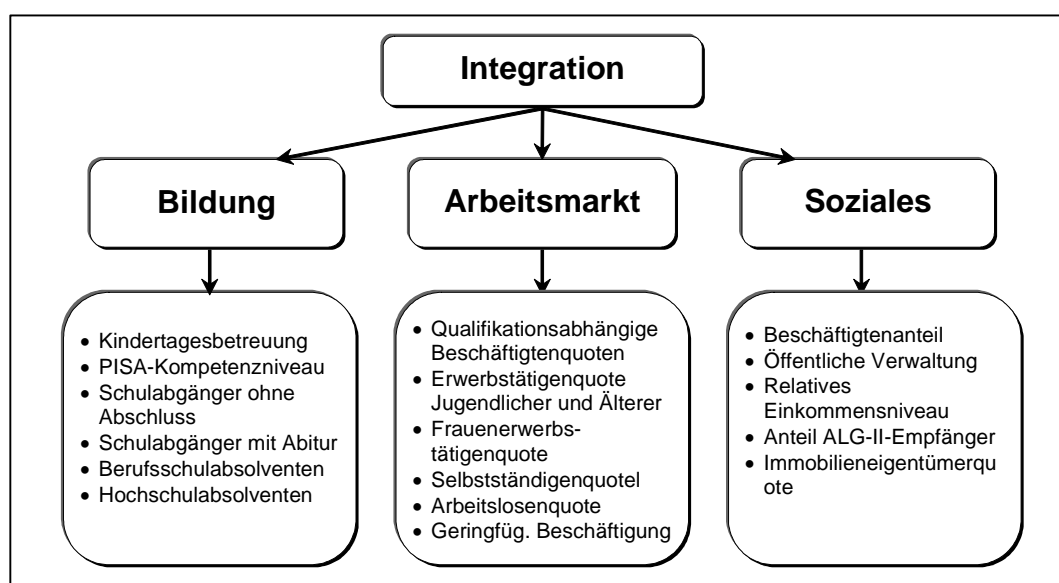 Integration
Bildung
Arbeitsmarkt
Soziales
• Kindertagesbetreuung
• PISA-Kompetenzniveau
• Schulabgänger ohne
Abschluss
• Schulabgänger mit Abitur
• Berufsschulabsolventen
• Hochschulabsolventen
• Qualifikationsabhängige
Beschäftigtenquoten
• Erwerbstätigenquote
Jugendlicher und Älterer
• Frauenerwerbs-
tätigenquote
• Selbstständigenquotel
• Arbeitslosenquote
• Geringfüg. Beschäftigung
• Beschäftigtenanteil
• Öffentliche Verwaltung
• Relatives
Einkommensniveau
• Anteil ALG-II-Empfänger
• Immobilieneigentümerqu
ote